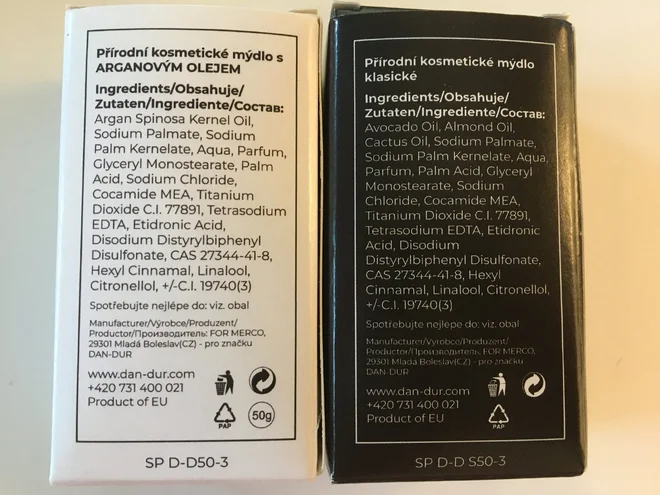 Přírodní kosmetické mýdlo s
ARGANOVÝM OLEJEM
Ingredients/Obsahuje/
Zutaten/Ingrediente/Состав:
Argan Spinosa Kernel Oil,
Sodium Palmate, Sodium
Palm Kernelate, Aqua, Parfum,
Glyceryl Monostearate, Palm
Acid, Sodium Chloride,
Cocamide MEA, Titanium
Dioxide C.I. 77891, Tetrasodium
EDTA, Etidronic Acid,
Disodium Distyrylbiphenyl
Disulfonate, CAS 27344-41-8,
Hexyl Cinnamal, Linalool,
Citronellol, +/-C.I. 19740(3)
Spotřebujte nejlépe do: viz. obal
Manufacturer/Výrobce/Produzent/
Productor/Производитель: FOR MERCO,
29301 Mladá Boleslav(CZ) - pro značku
DAN-DUR
www.dan-dur.com
+420 731 400 021
Product of EU
PAP
50g
SP D-D50-3
Přírodní kosmetické mýdlo
klasické
Ingredients/Obsahuje/
Zutaten/Ingrediente/Состав:
Avocado Oil, Almond Oil,
Cactus Oil, Sodium Palmate,
Sodium Palm Kernelate, Aqua,
Parfum, Palm Acid, Glyceryl
Monostearate, Sodium
Chloride, Cocamide MEA,
Titanium Dioxide C.I. 77891,
Tetrasodium EDTA, Etidronic
Acid, Disodium
Distyrylbiphenyl Disulfonate,
CAS 27344-41-8, Hexyl
Cinnamal, Linalool, Citronellol,
+/-C.I. 19740(3)
Spotřebujte nejlépe do: viz. obal
Manufacturer/Výrobce/Produzent/
Productor/Производитель: FOR MERCO,
29301 Mladá Boleslav(CZ) - pro značku
DAN-DUR
www.dan-dur.com
+420 731 400 021
Product of EU
PAP
SP D-D S50-3